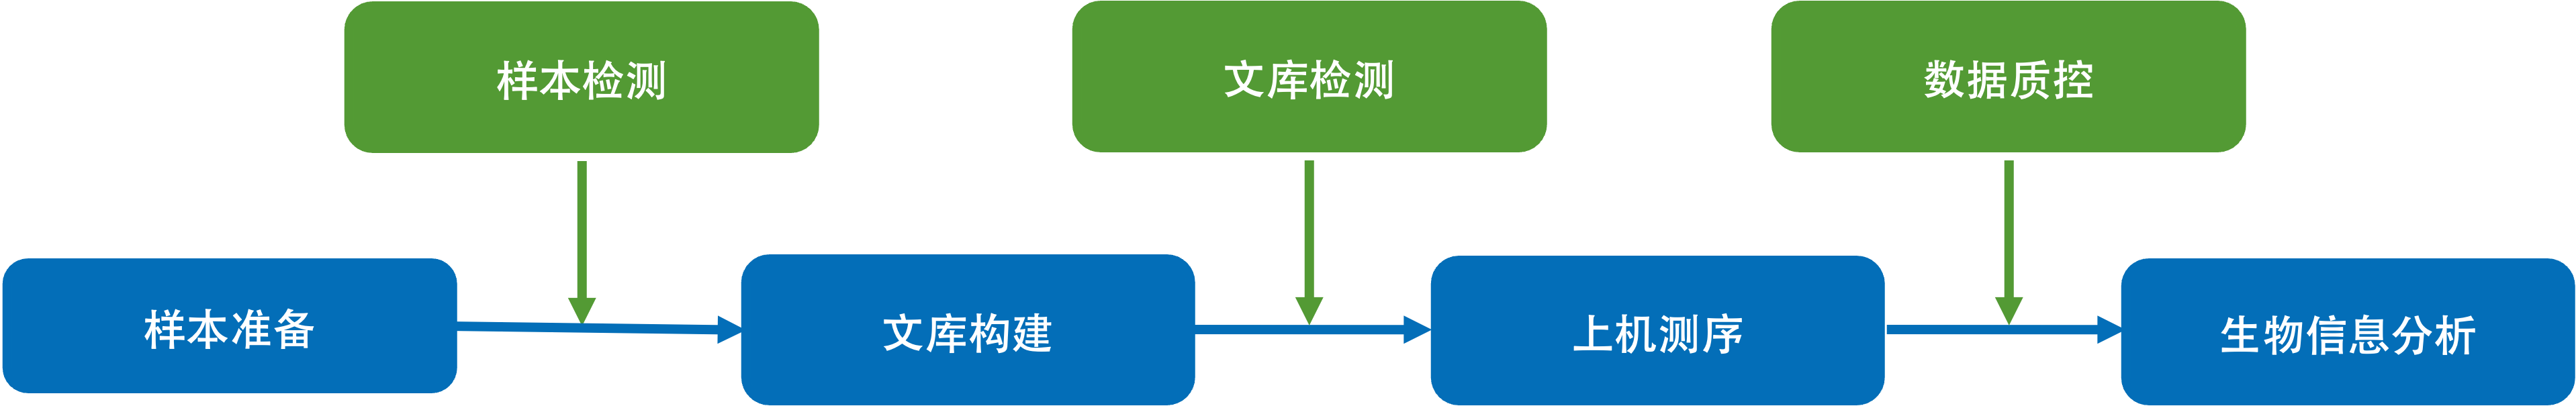 样本检测
文库检测
数据质控
样本准备
文库构建
上机测序
生物信息分析